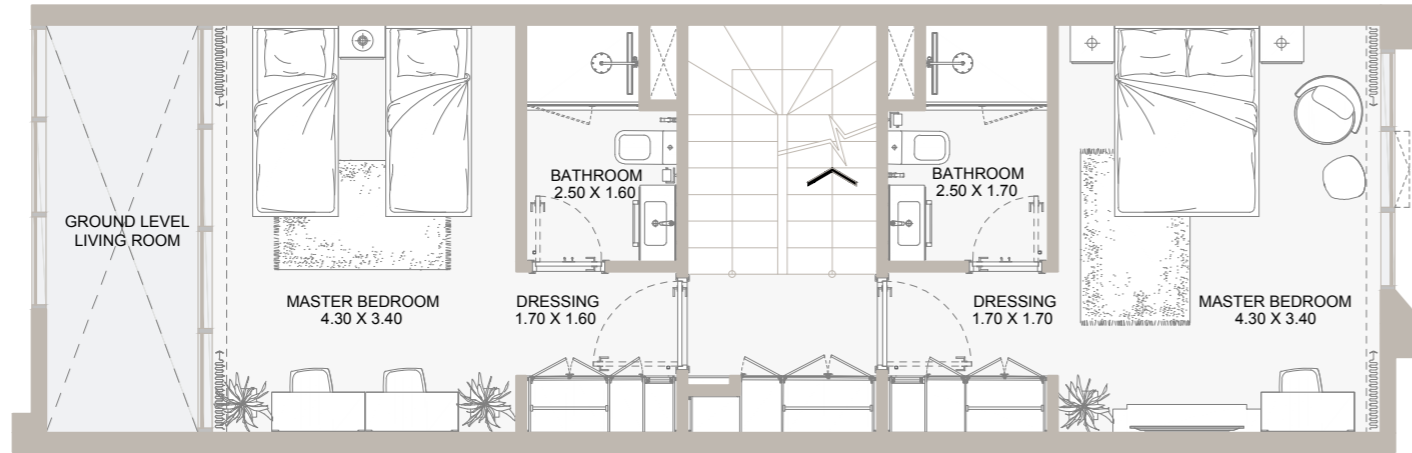 GROUND LEVEL
LIVING ROOM
MASTER BEDROOM
4.30 X 3.40
DRESSING
1.70 X 1.60
BATHROOM
2.50 X 1.60
BATHROOM
2.50 X 1.70
DRESSING
1.70 X 1.70
MASTER BEDROOM
4.30 X 3.40